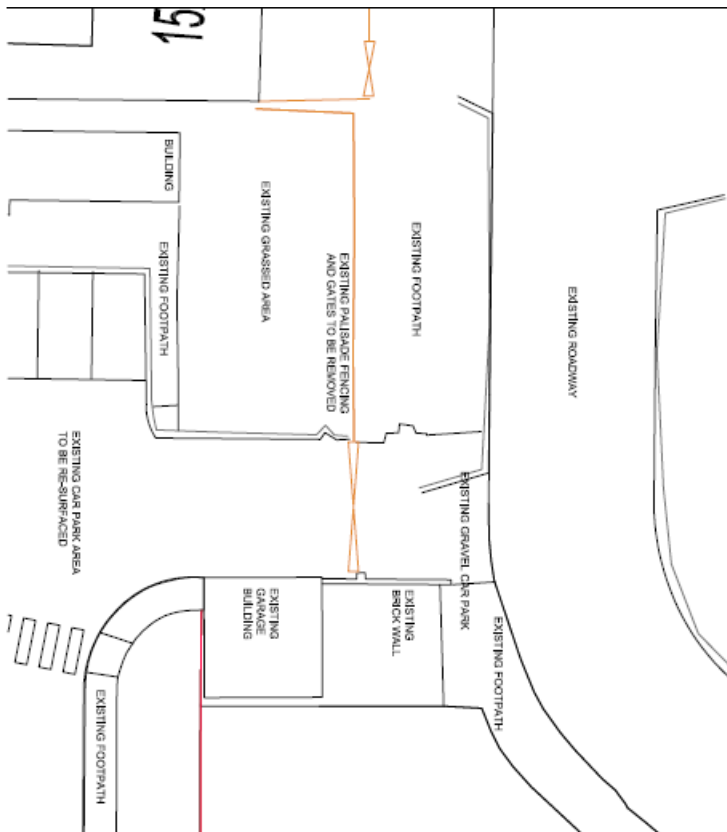 15
BUILDING
EXISTING GRASSED AREA
EXISTING FOOTPATH
EXISTING PALISADE FENCING
AND GATES TO BE REMOVED
EXISTING FOOTPATH
EXISTING ROADWAY
EXISTING CAR PARK AREA
TO BE RE-SURFACED
EXISTING GRAVEL CAR PARK
EXISTING
GARAGE
BUILDING
EXISTING
BRICK WALL
EXISTING FOOTPATH
EXISTING FOOTPATH